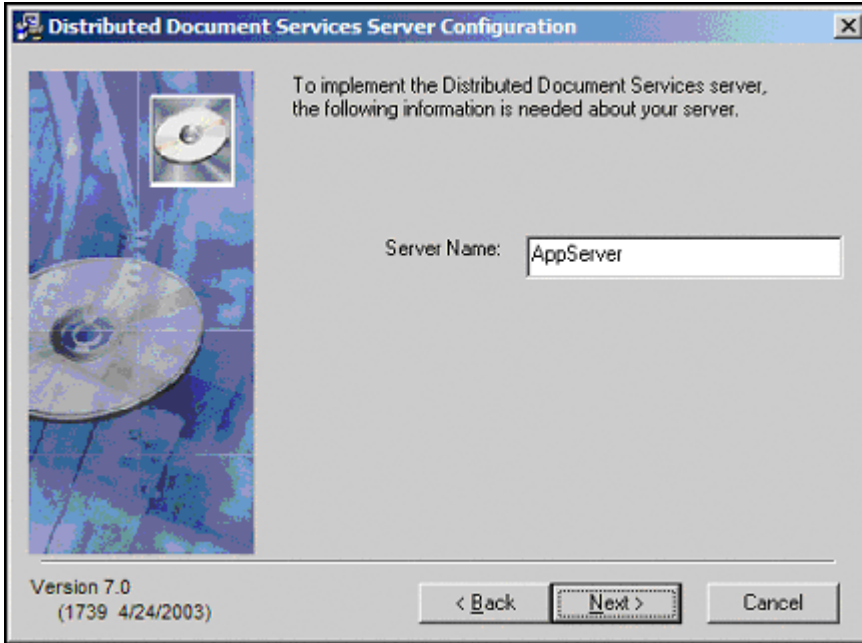 Distributed Document Services Server Configuration
To implement the Distributed Document Services server,
the following information is needed about your server.
Server Name:
AppServer
Version 7.0
(1739 4/24/2003)
< Back
Next >
Cancel